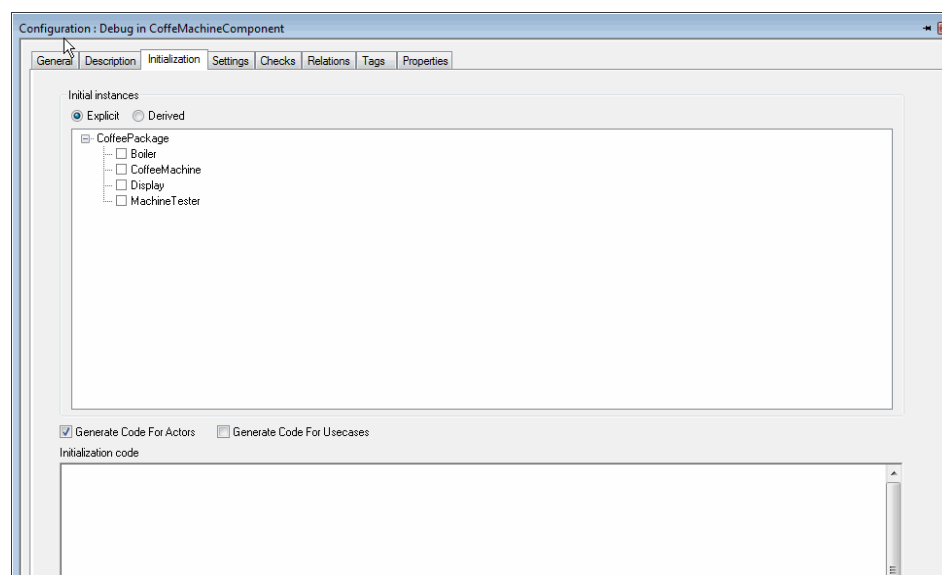 Configuration : Debug in CoffeMachineComponent
General Description Initialization Settings Checks Relations Tags Properties
Initial instances
Explicit Derived
CoffeePackage
Boiler
CoffeeMachine
Display
MachineTester
Generate Code For Actors Generate Code For Usecases
Initialization code